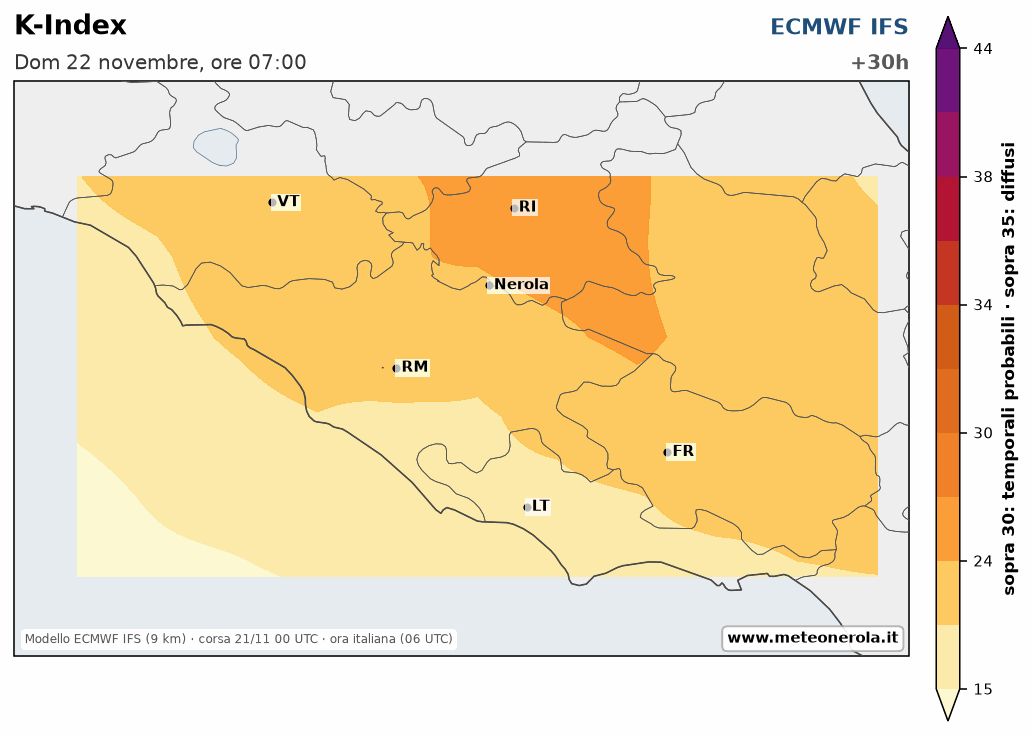 K-Index
ECMWF IFS
Dom 22 novembre, ore 07:00
+30h
VT
RI
Nerola
RM
FR
LT
44
38
34
30
24
15
sopra 30: temporali probabili · sopra 35: diffusi
Modello ECMWF IFS (9 km) · corsa 21/11 00 UTC · ora italiana (06 UTC)
www.meteonerola.it